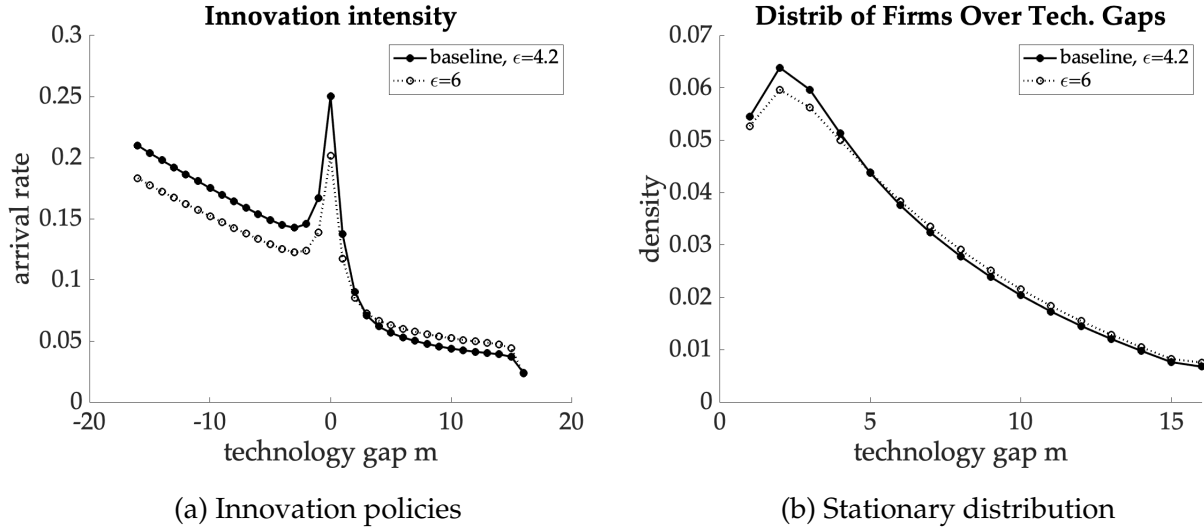 Innovation intensity
0.3
0.25
0.2
0.15
0.1
0.05
0
-20
-10
0
10
20
arrival rate
technology gap m
baseline, ϵ=4.2
ϵ=6
(a) Innovation policies
Distrib of Firms Over Tech. Gaps
0.07
0.06
0.05
0.04
0.03
0.02
0.01
0
0
5
10
15
density
technology gap m
baseline, ϵ=4.2
ϵ=6
(b) Stationary distribution